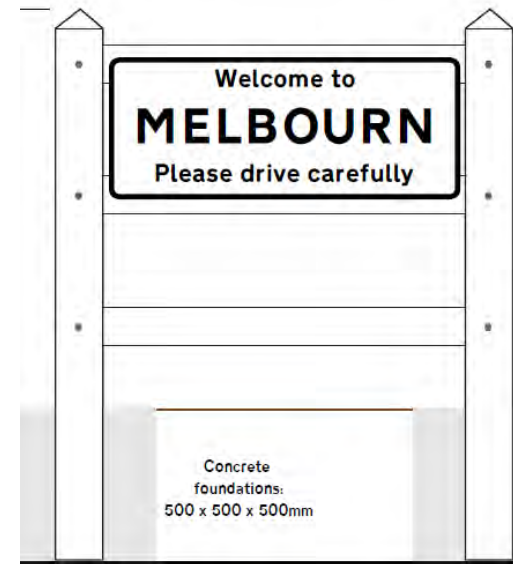 Welcome to
MELBOURN
Please drive carefully
Concrete
foundations:
500 x 500 x 500mm